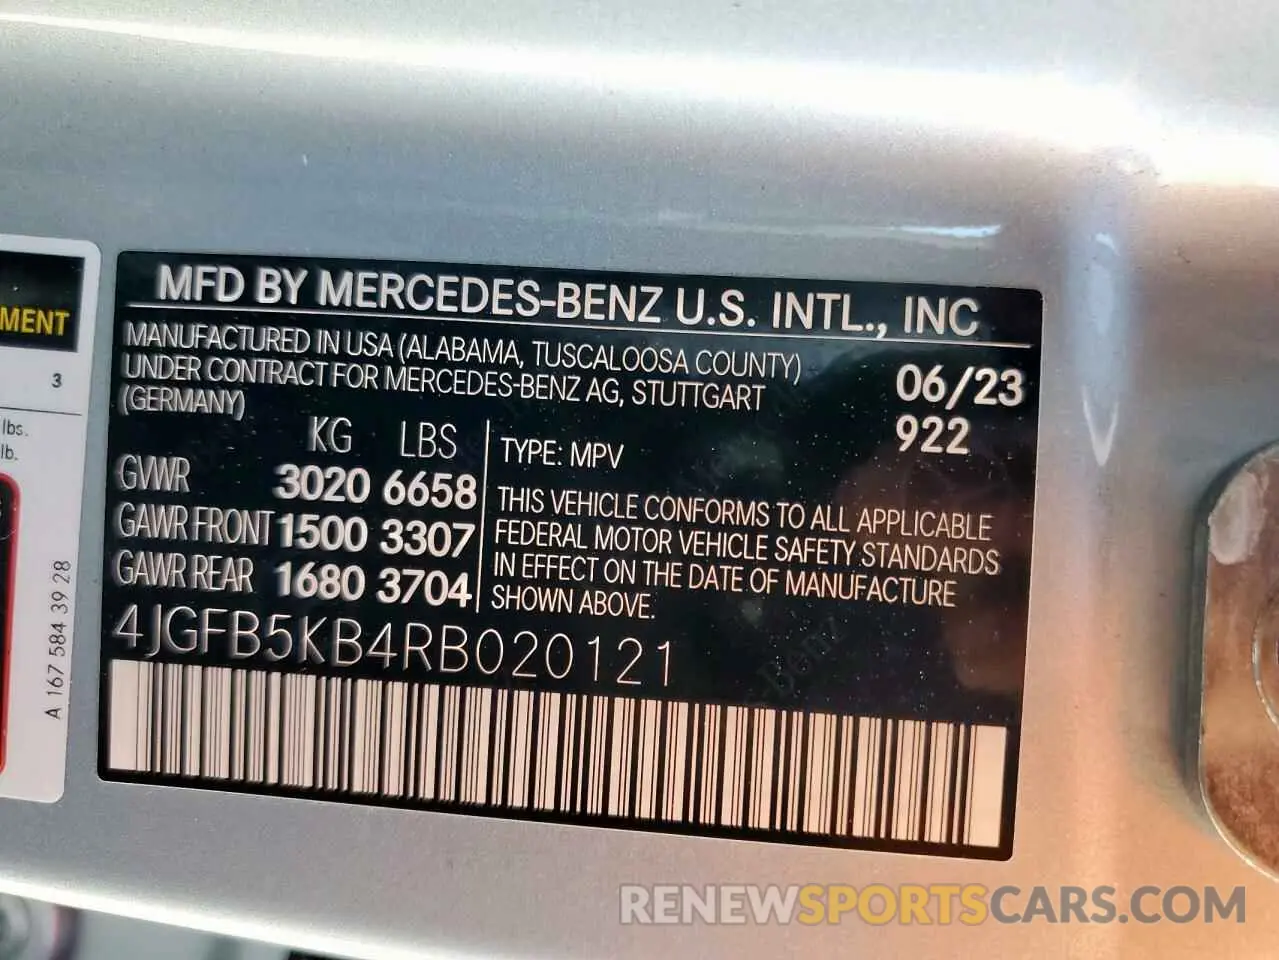 MENT
3
lbs.
lb.
A 167 584 39 28
MFD BY MERCEDES-BENZ U.S. INTL., INC
MANUFACTURED IN USA (ALABAMA, TUSCALOOSA COUNTY)
UNDER CONTRACT FOR MERCEDES-BENZ AG, STUTTGART
(GERMANY)
06/23
922
KG LBS
GVWR 3020 6658
GAWR FRONT 1500 3307
GAWR REAR 1680 3704
TYPE: MPV
THIS VEHICLE CONFORMS TO ALL APPLICABLE
FEDERAL MOTOR VEHICLE SAFETY STANDARDS
IN EFFECT ON THE DATE OF MANUFACTURE
SHOWN ABOVE.
4JGFB5KB4RB020121
RENEWSPORTSCARS.COM